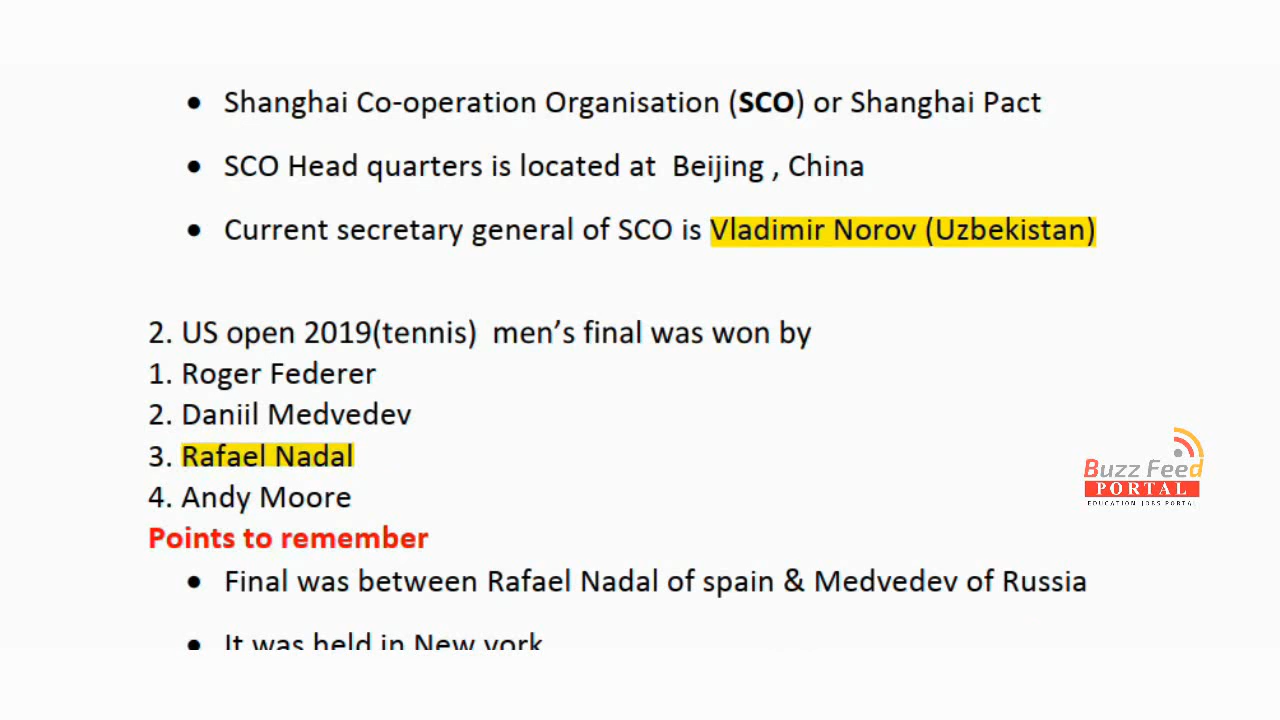 • Shanghai Co-operation Organisation (SCO) or Shanghai Pact
• SCO Head quarters is located at  Beijing , China
• Current secretary general of SCO is Vladimir Norov (Uzbekistan)
2. US open 2019(tennis)  men’s final was won by
1. Roger Federer
2. Daniil Medvedev
3. Rafael Nadal
4. Andy Moore
Points to remember
• Final was between Rafael Nadal of spain & Medvedev of Russia
• It was held in New york
Buzz Feed
PORTAL
EDUCATION JOBS PORTAL